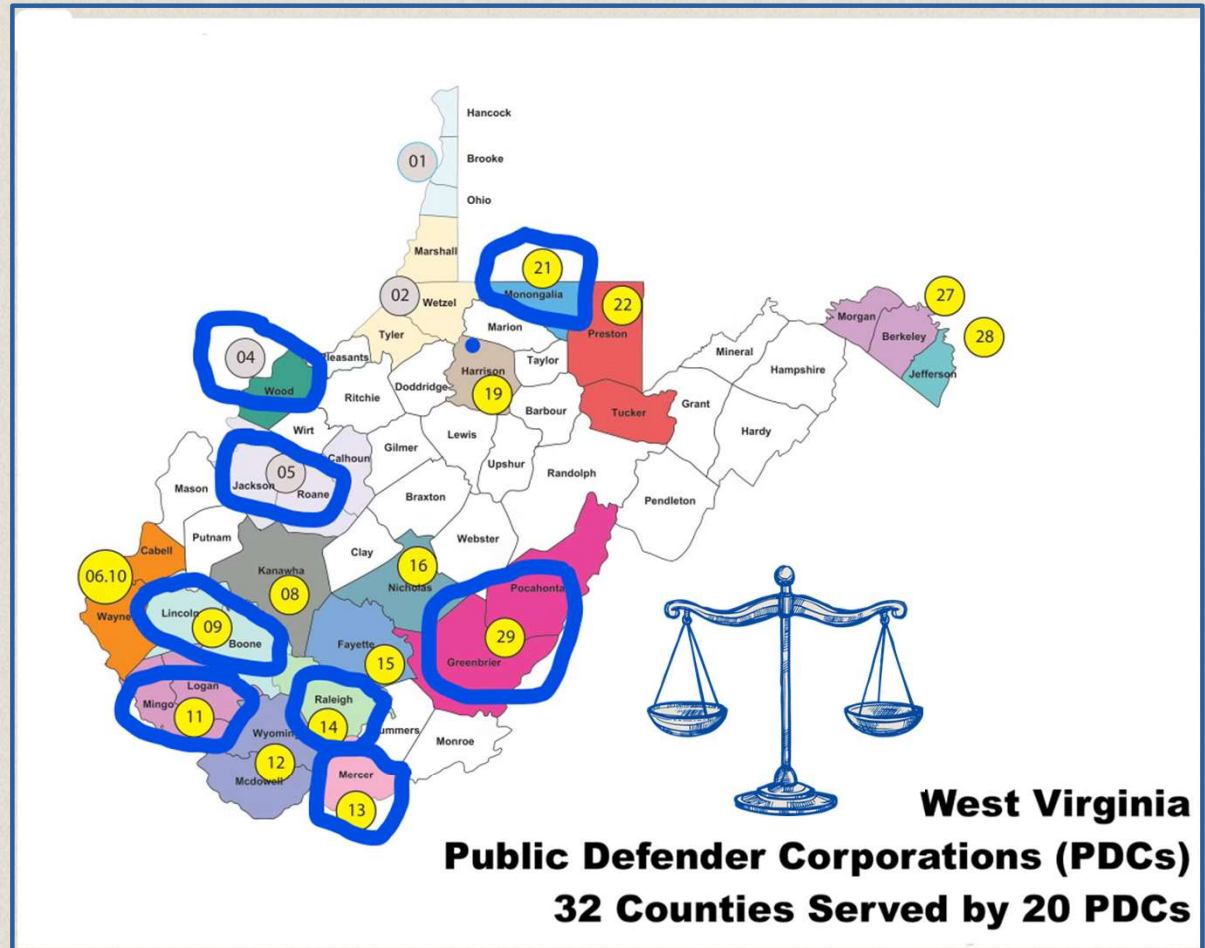 Hancock
01
Brooke
Ohio
Marshall
21
02
Wetzel
Monongalia
22
27
Marion
Morgan
Tyler
Preston
Berkeley
28
04
Pleasants
Mineral
Harrison
Taylor
Hampshire
Jefferson
Wood
Doddridge
19
Ritchie
Barbour
Tucker
Grant
Wirt
Lewis
Hardy
Calhoun
Gilmer
Upshur
05
Randolph
Jackson
Roane
Mason
Braxton
Pendleton
Putnam
Webster
Cabell
Clay
16
Kanawha
06.10
Nicholas
Pocahonta
08
Lincoln
Wayne
09
29
Boone
Fayette
15
Greenbrier
Logan
Mingo
11
Raleigh
14
Wyoming
ummers
Monroe
12
Mcdowell
Mercer
13
West Virginia
Public Defender Corporations (PDCs)
32 Counties Served by 20 PDCs